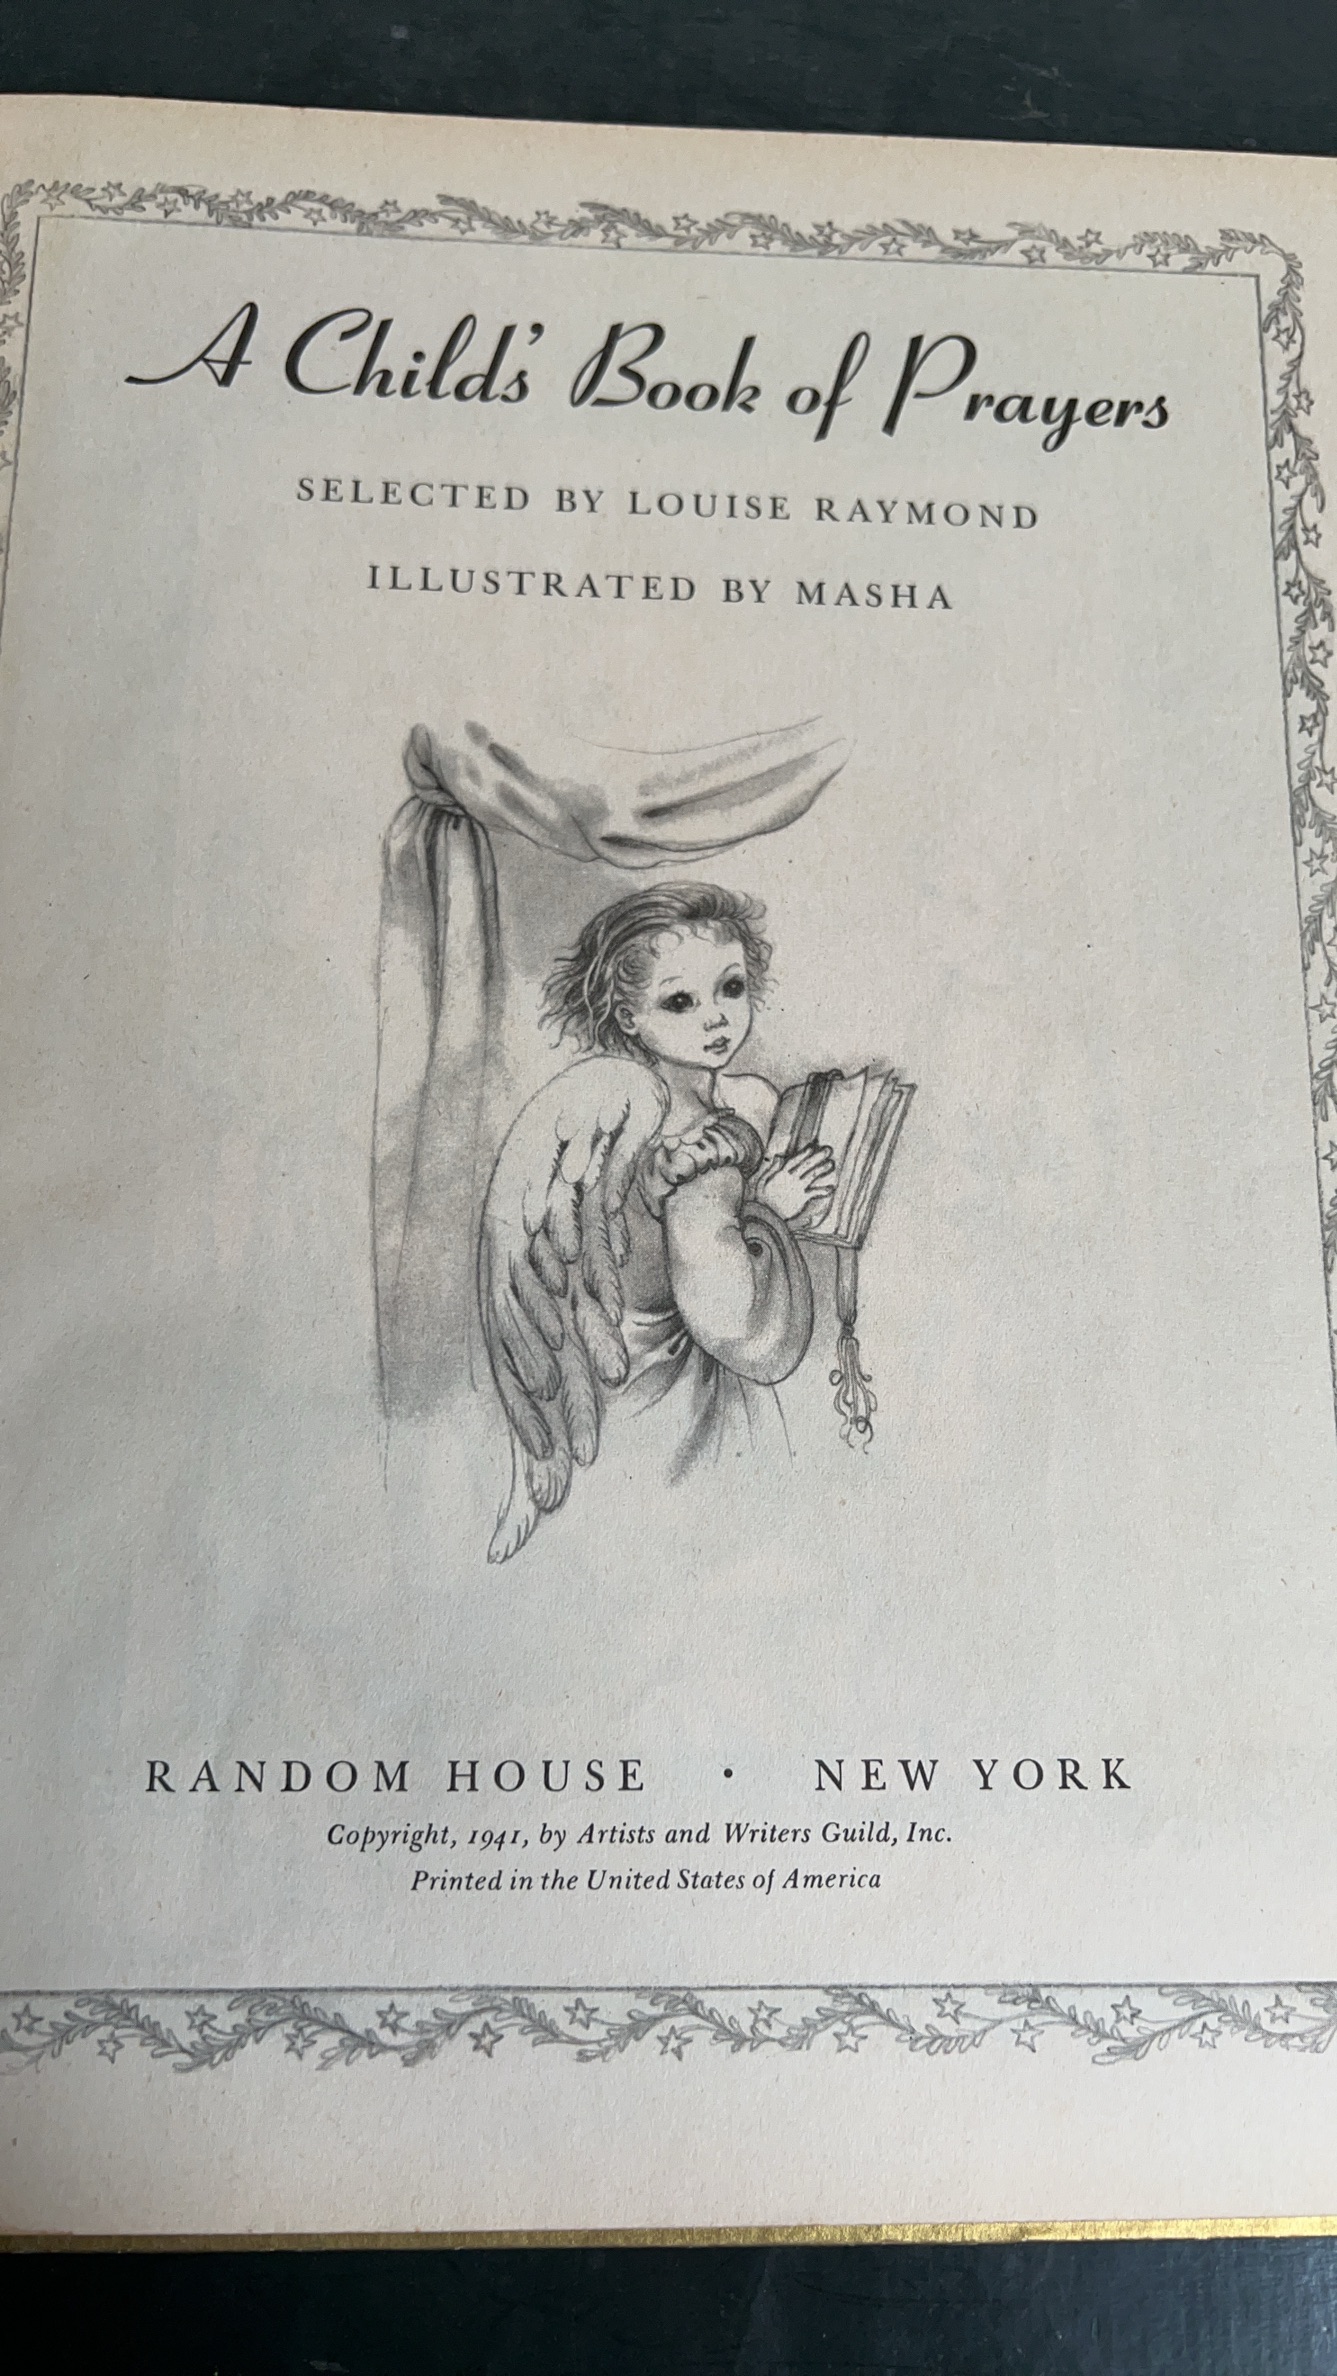 A Child's Book of Prayers
SELECTED BY LOUISE RAYMOND
ILLUSTRATED BY MASHA
RANDOM HOUSE · NEW YORK
Copyright, 1941, by Artists and Writers Guild, Inc.
Printed in the United States of America